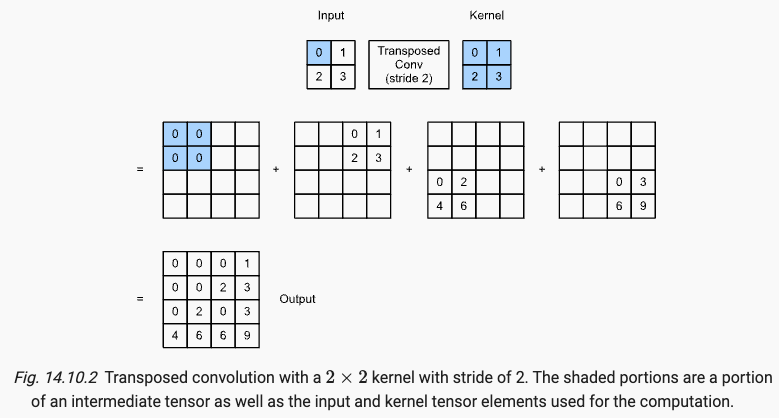 Input Kernel
0 1 Transposed 0 1
Conv
2 3 (stride 2) 2 3
0 0 0 1
0 0 2 3
= + + +
0 2 0 3
4 6 6 9
0 0 0 1
0 0 2 3
= Output
0 2 0 3
4 6 6 9
Fig. 14.10.2 Transposed convolution with a 2 × 2 kernel with stride of 2. The shaded portions are a portion
of an intermediate tensor as well as the input and kernel tensor elements used for the computation.